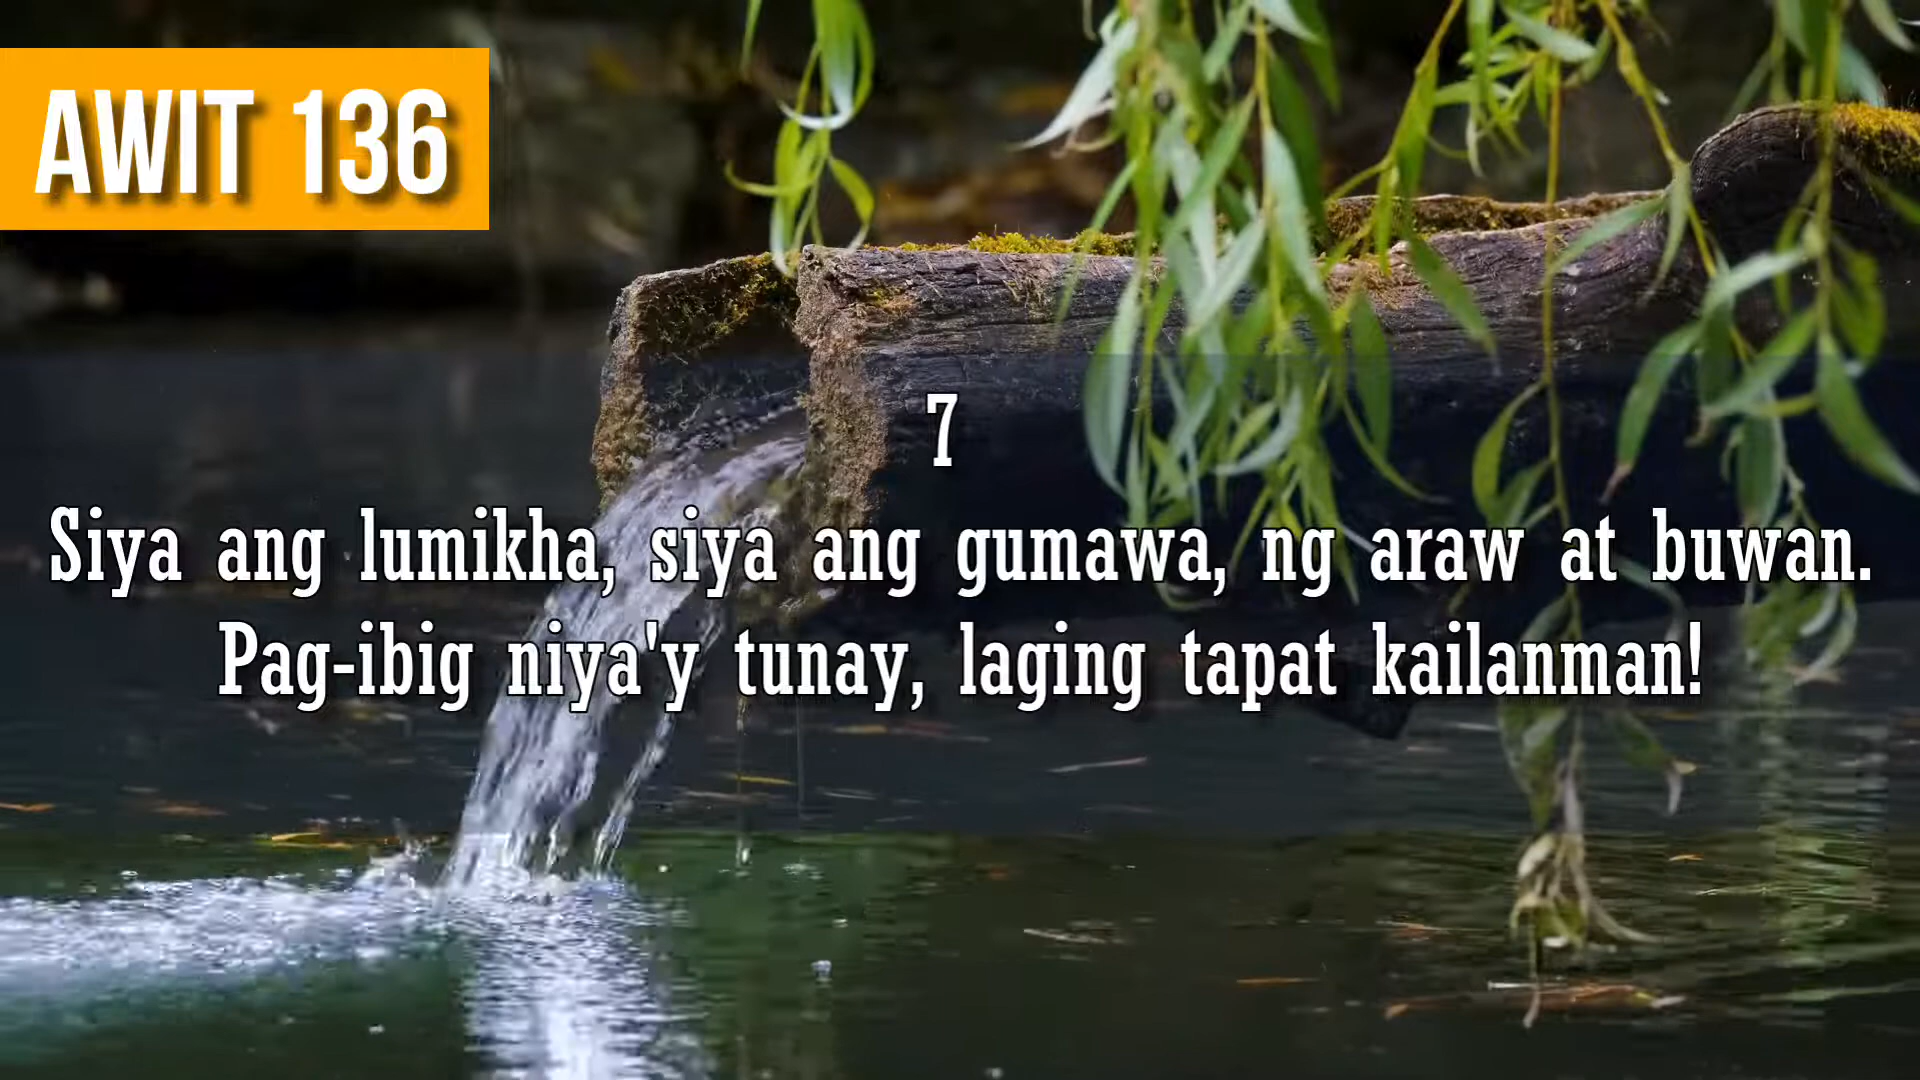 AWIT 136
7
Siya ang lumikha, siya ang gumawa, ng araw at buwan.
Pag-ibig niya'y tunay, laging tapat kailanman!